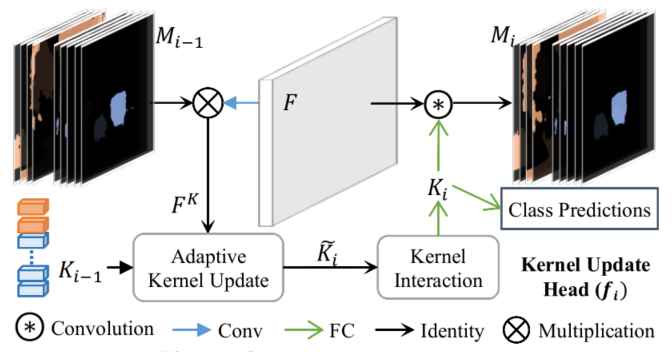 M_{i−1}
M_i
F
F^K
K_i
Class Predictions
K_{i−1}
Adaptive
Kernel Update
K̃_i
Kernel
Interaction
Kernel Update
Head (f_i)
Convolution
Conv
FC
Identity
Multiplication